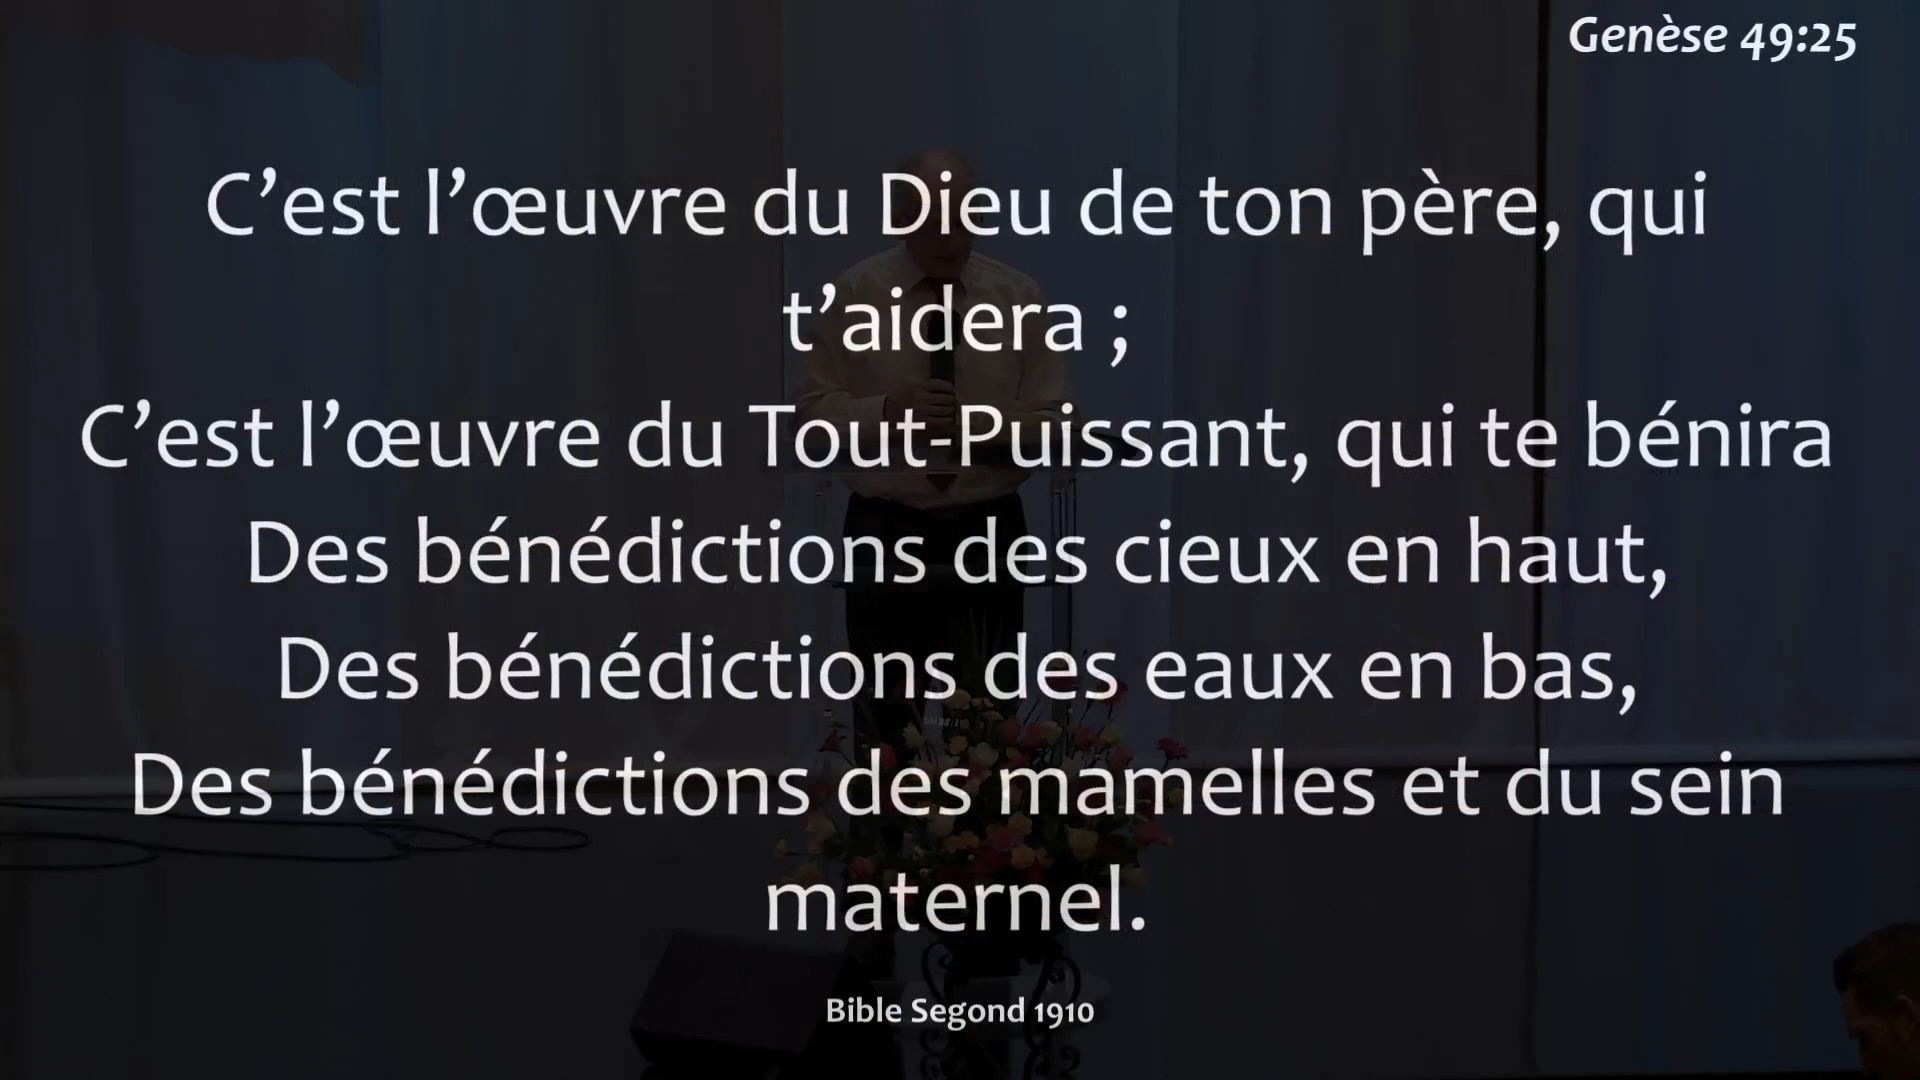 Genèse 49:25
C’est l’œuvre du Dieu de ton père, qui
t’aidera ;
C’est l’œuvre du Tout-Puissant, qui te bénira
Des bénédictions des cieux en haut,
Des bénédictions des eaux en bas,
Des bénédictions des mamelles et du sein
maternel.
Bible Segond 1910